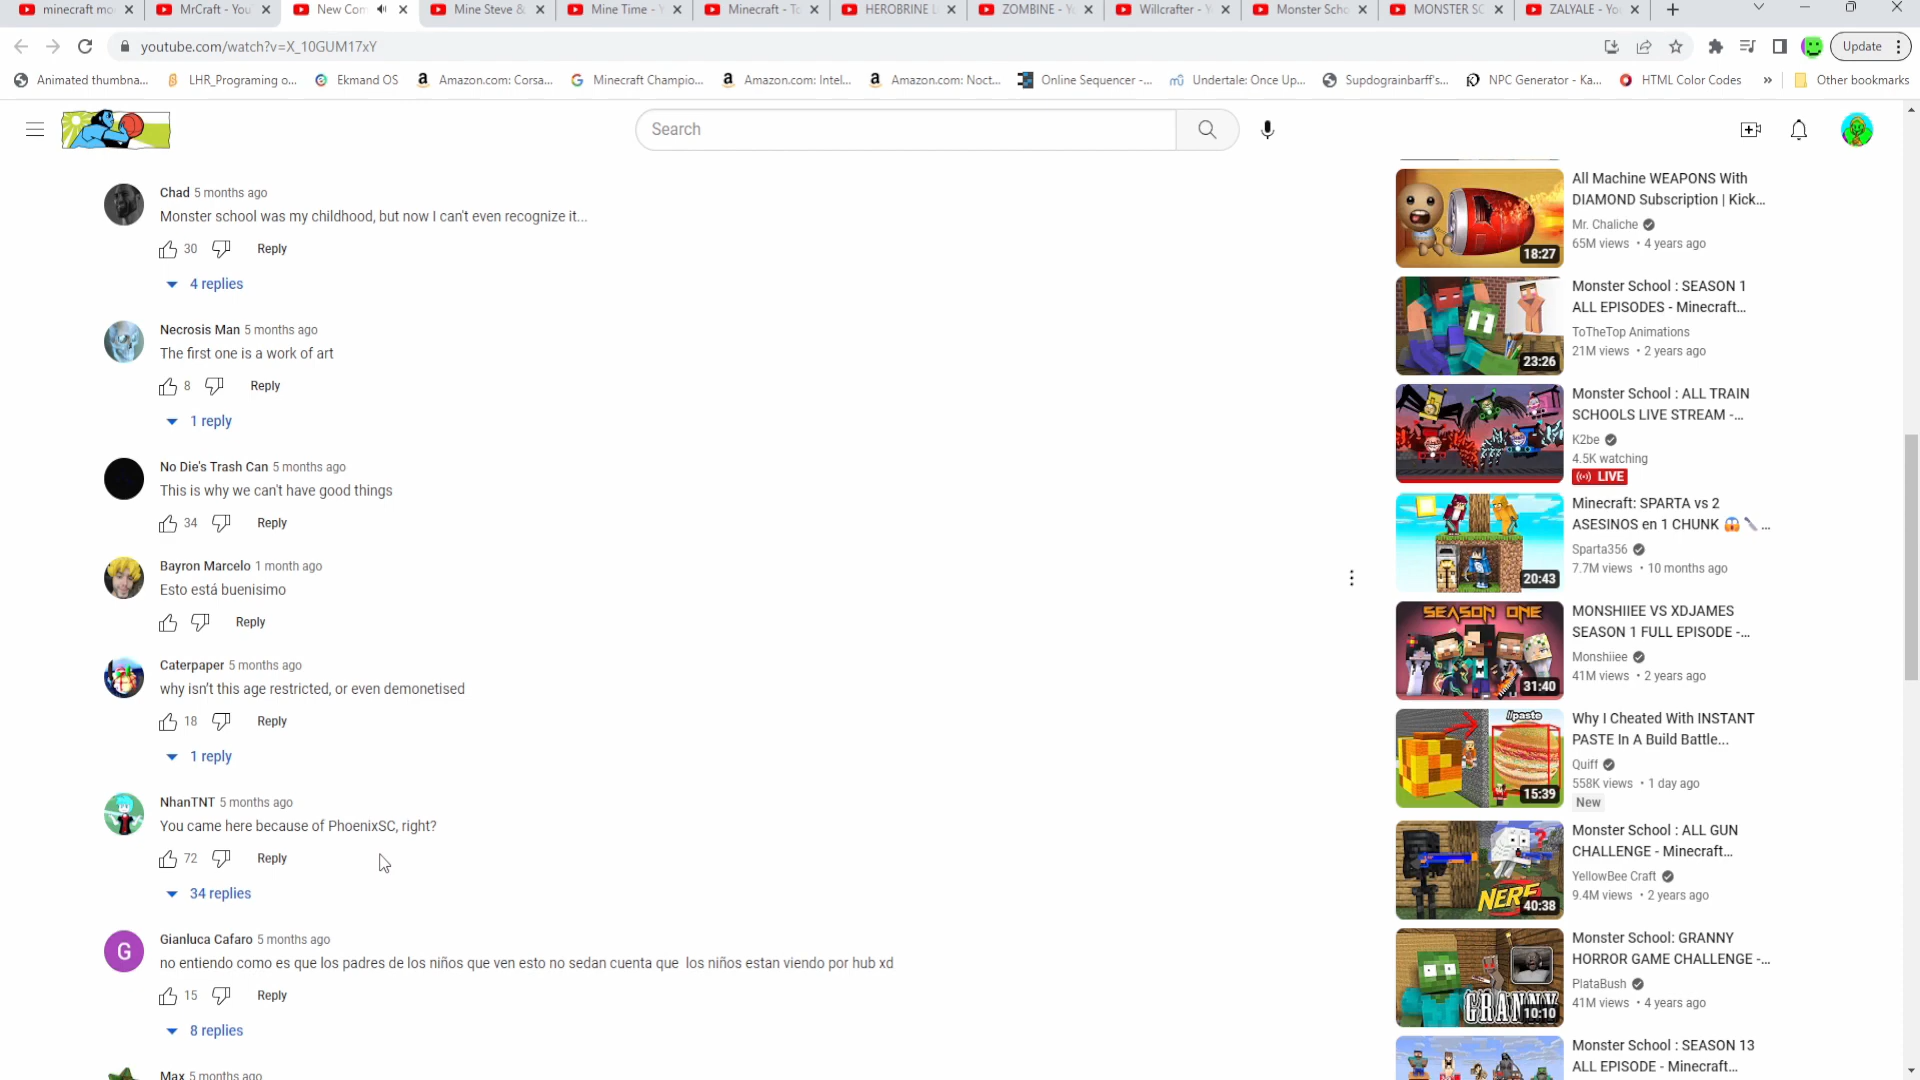 minecraft mo
MrCraft - You
New Com
Mine Steve &
Mine Time - Y
Minecraft - To
HEROBRINE L
ZOMBINE - Yo
Willcrafter - Y
Monster Scho
MONSTER SC
ZALYALE - You
youtube.com/watch?v=X_10GUM17xY
Update
Animated thumbna...
LHR_Programing o...
Ekmand OS
Amazon.com: Corsa...
Minecraft Champio...
Amazon.com: Intel...
Amazon.com: Noct...
Online Sequencer -...
Undertale: Once Up...
Supdograinbarff's...
NPC Generator - Ka...
HTML Color Codes
»
Other bookmarks
Search
Chad 5 months ago
Monster school was my childhood, but now I can't even recognize it...
30 Reply
4 replies
Necrosis Man 5 months ago
The first one is a work of art
8 Reply
1 reply
No Die's Trash Can 5 months ago
This is why we can't have good things
34 Reply
Bayron Marcelo 1 month ago
Esto está buenisimo
Reply
Caterpaper 5 months ago
why isn't this age restricted, or even demonetised
18 Reply
1 reply
NhanTNT 5 months ago
You came here because of PhoenixSC, right?
72 Reply
34 replies
G
Gianluca Cafaro 5 months ago
no entiendo como es que los padres de los niños que ven esto no sedan cuenta que los niños estan viendo por hub xd
15 Reply
8 replies
Max 5 months ago
18:27
All Machine WEAPONS With
DIAMOND Subscription | Kick...
Mr. Chaliche
65M views • 4 years ago
23:26
Monster School : SEASON 1
ALL EPISODES - Minecraft...
ToTheTop Animations
21M views • 2 years ago
Monster School : ALL TRAIN
SCHOOLS LIVE STREAM -...
K2be
4.5K watching
LIVE
20:43
Minecraft: SPARTA vs 2
ASESINOS en 1 CHUNK 😱🔪 ...
Sparta356
7.7M views • 10 months ago
SEASON ONE
31:40
MONSHIIEE VS XDJAMES
SEASON 1 FULL EPISODE -...
Monshiiee
41M views • 2 years ago
//paste
15:39
Why I Cheated With INSTANT
PASTE In A Build Battle...
Quiff
558K views • 1 day ago
New
?
NERF
40:38
Monster School : ALL GUN
CHALLENGE - Minecraft...
YellowBee Craft
9.4M views • 2 years ago
GRANNY
10:10
Monster School: GRANNY
HORROR GAME CHALLENGE -...
PlataBush
41M views • 4 years ago
Monster School : SEASON 13
ALL EPISODE - Minecraft...